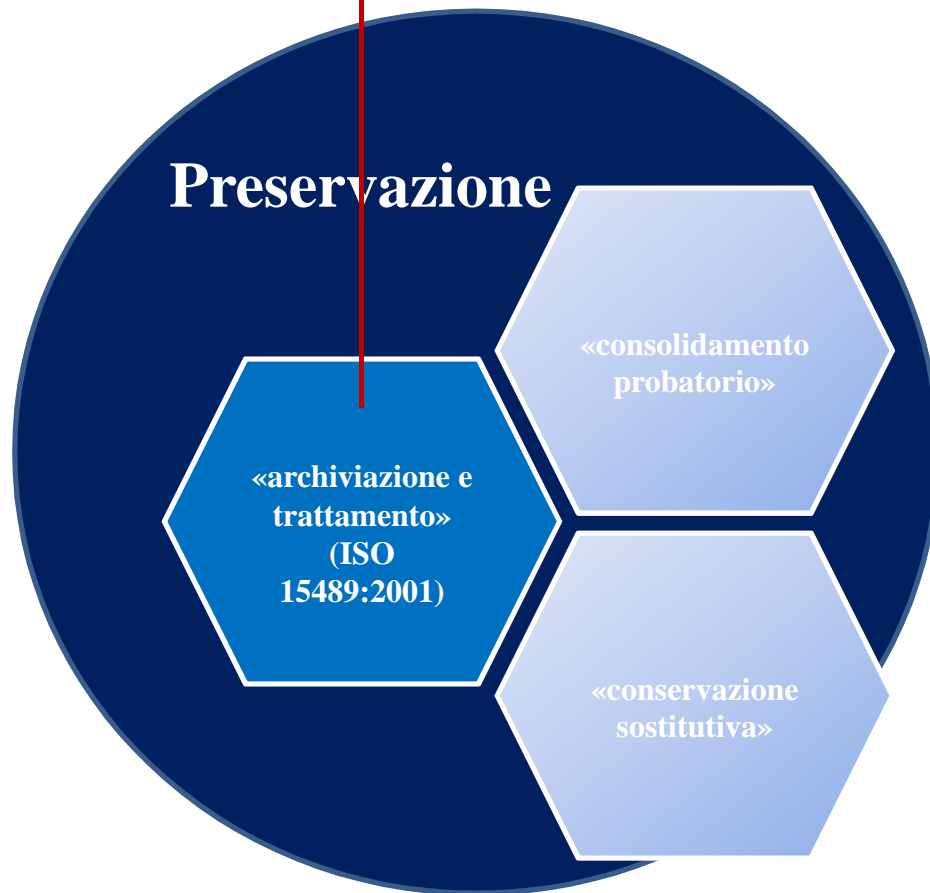 Preservazione
«consolidamento
probatorio»
«archiviazione e
trattamento»
(ISO
15489:2001)
«conservazione
sostitutiva»